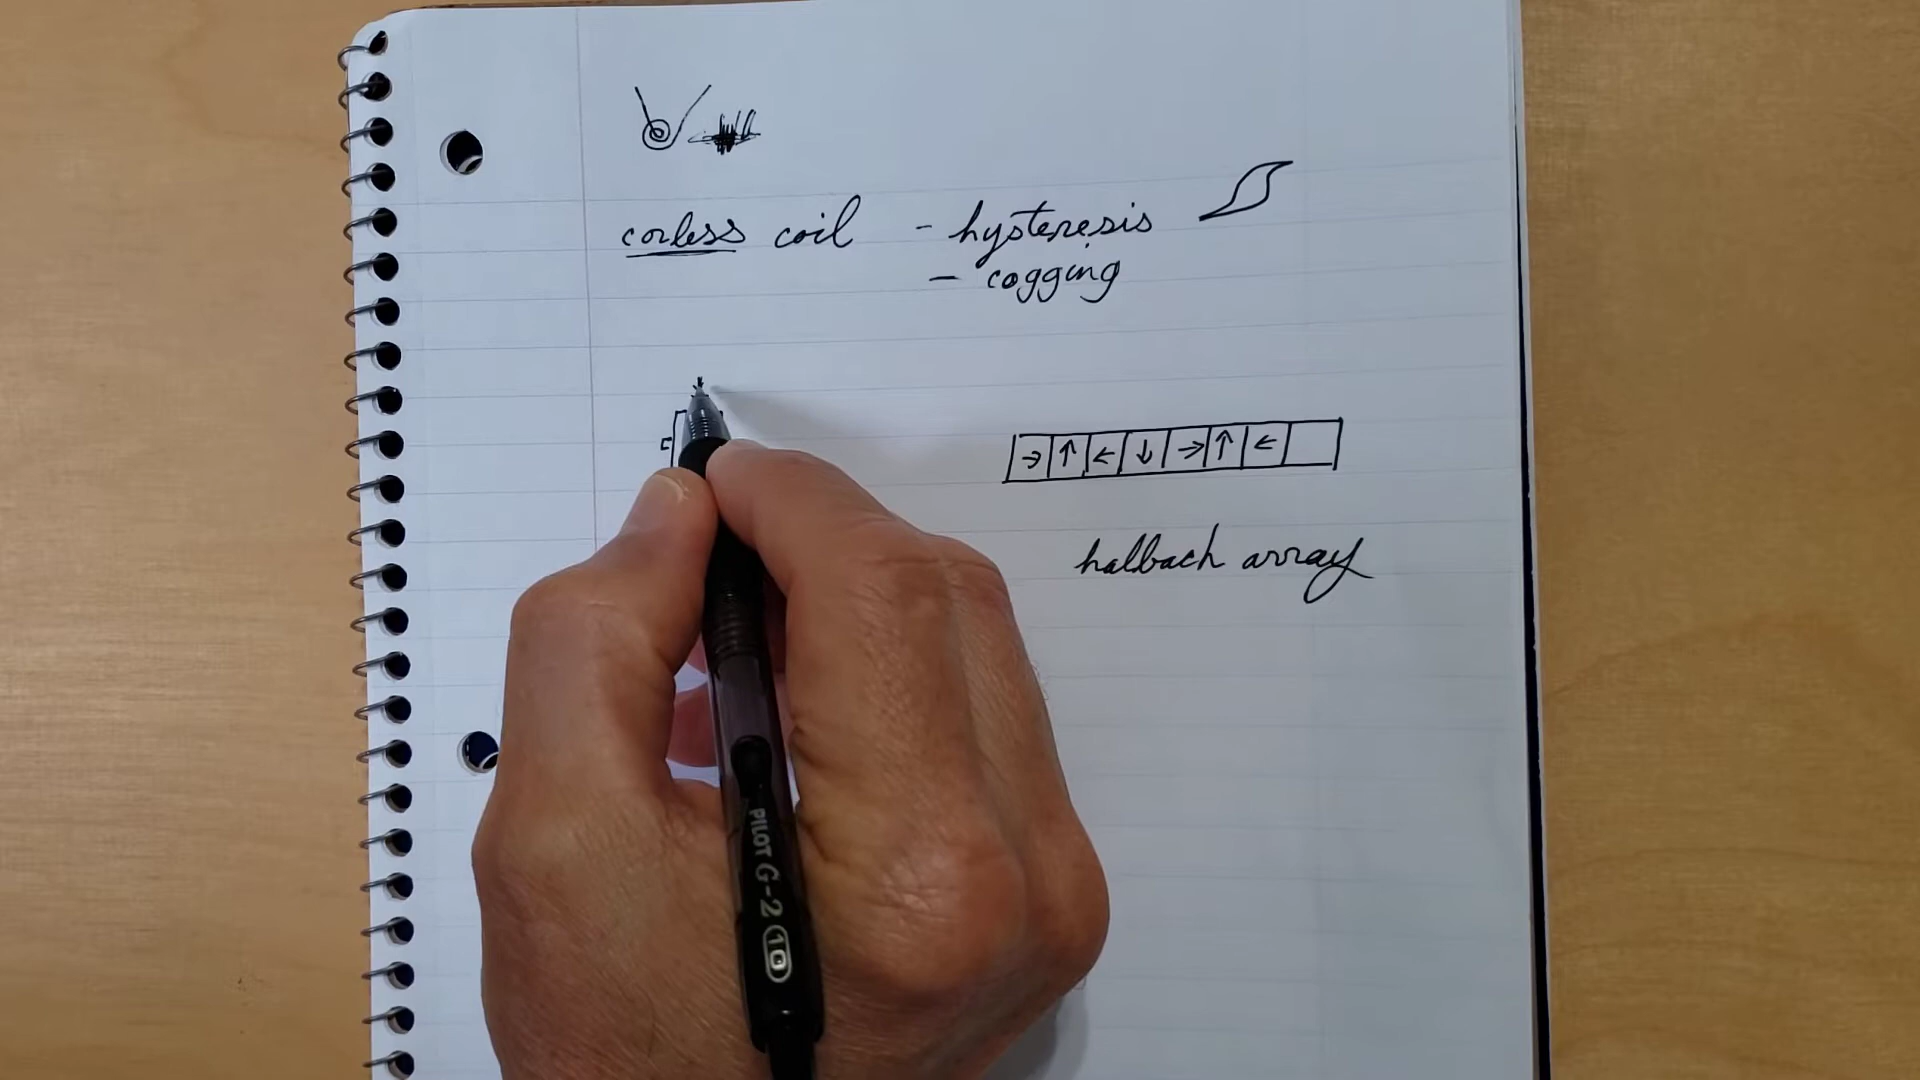 corless coil - hysteresis
- cogging
→ ↑ ← ↓ → ↑ ←
halbach array
PILOT G-2 10